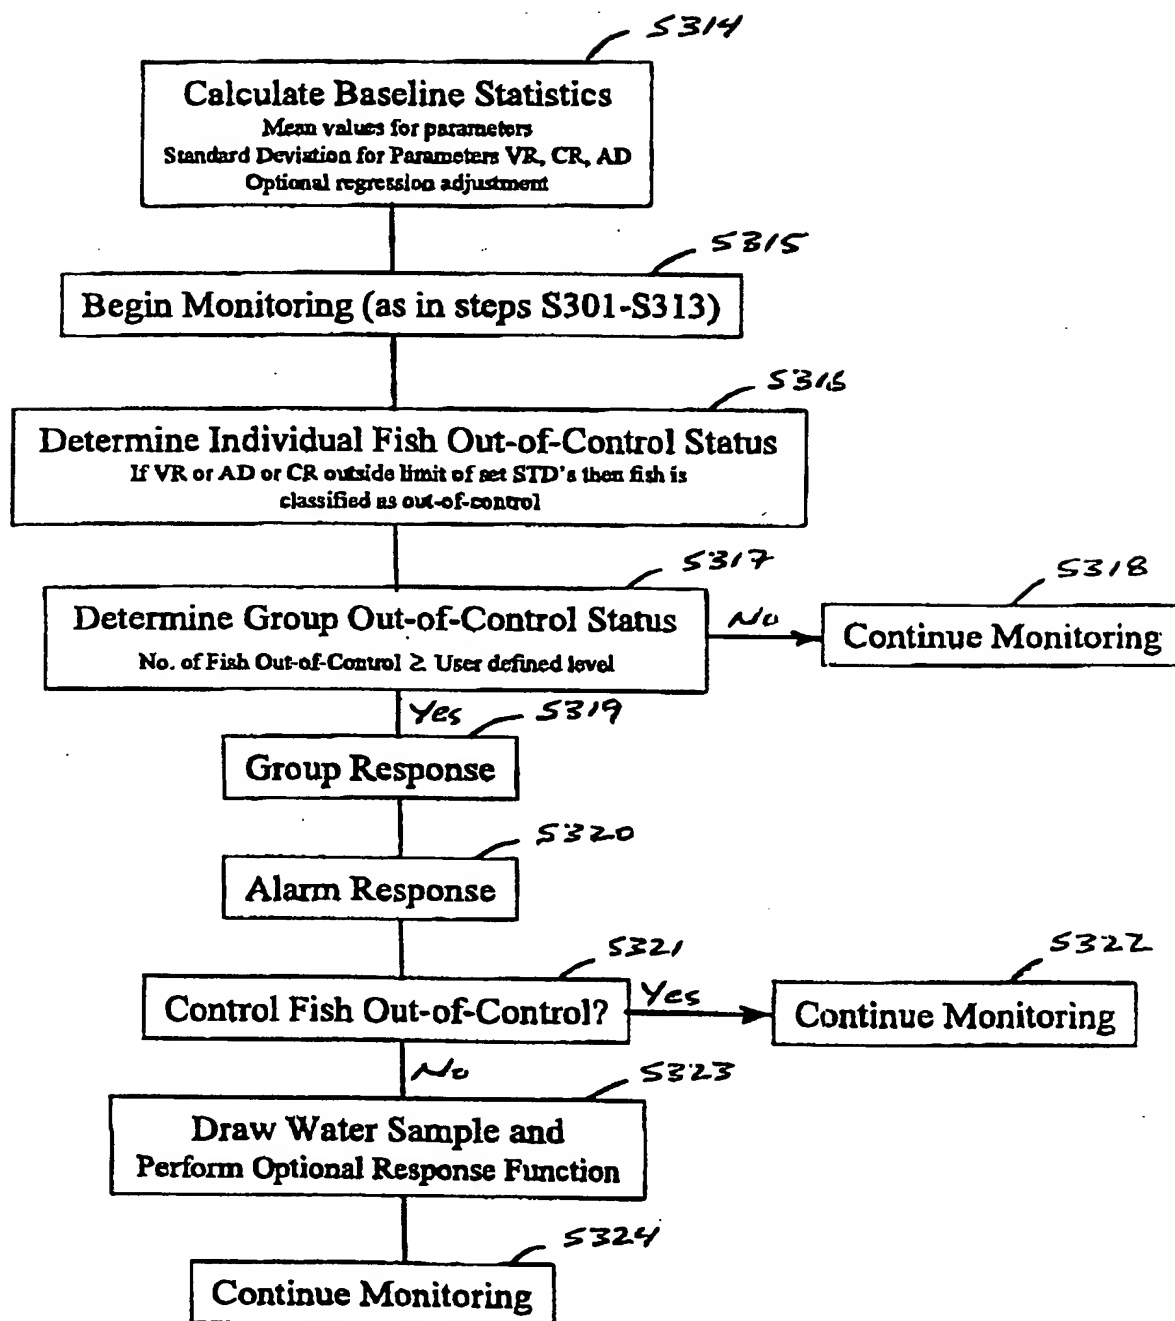 S314
Calculate Baseline Statistics
Mean values for parameters
Standard Deviation for Parameters VR, CR, AD
Optional regression adjustment
S315
Begin Monitoring (as in steps S301-S313)
S316
Determine Individual Fish Out-of-Control Status
If VR or AD or CR outside limit of set STD's then fish is
classified as out-of-control
S317
Determine Group Out-of-Control Status
No. of Fish Out-of-Control ≥ User defined level
No
S318
Continue Monitoring
Yes
S319
Group Response
S320
Alarm Response
S321
Control Fish Out-of-Control?
Yes
S322
Continue Monitoring
No
S323
Draw Water Sample and
Perform Optional Response Function
S324
Continue Monitoring